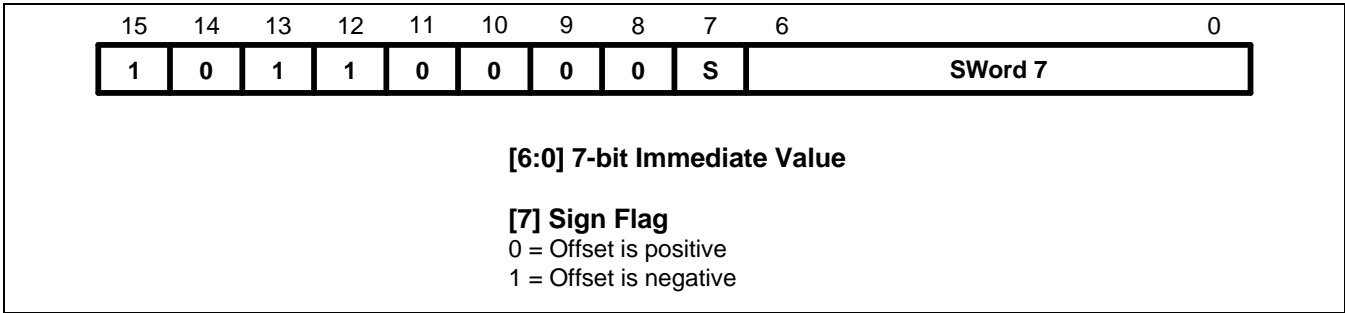 15 14 13 12 11 10 9 8 7 6 0
1 0 1 1 0 0 0 0 S SWord 7
[6:0] 7-bit Immediate Value
[7] Sign Flag
0 = Offset is positive
1 = Offset is negative